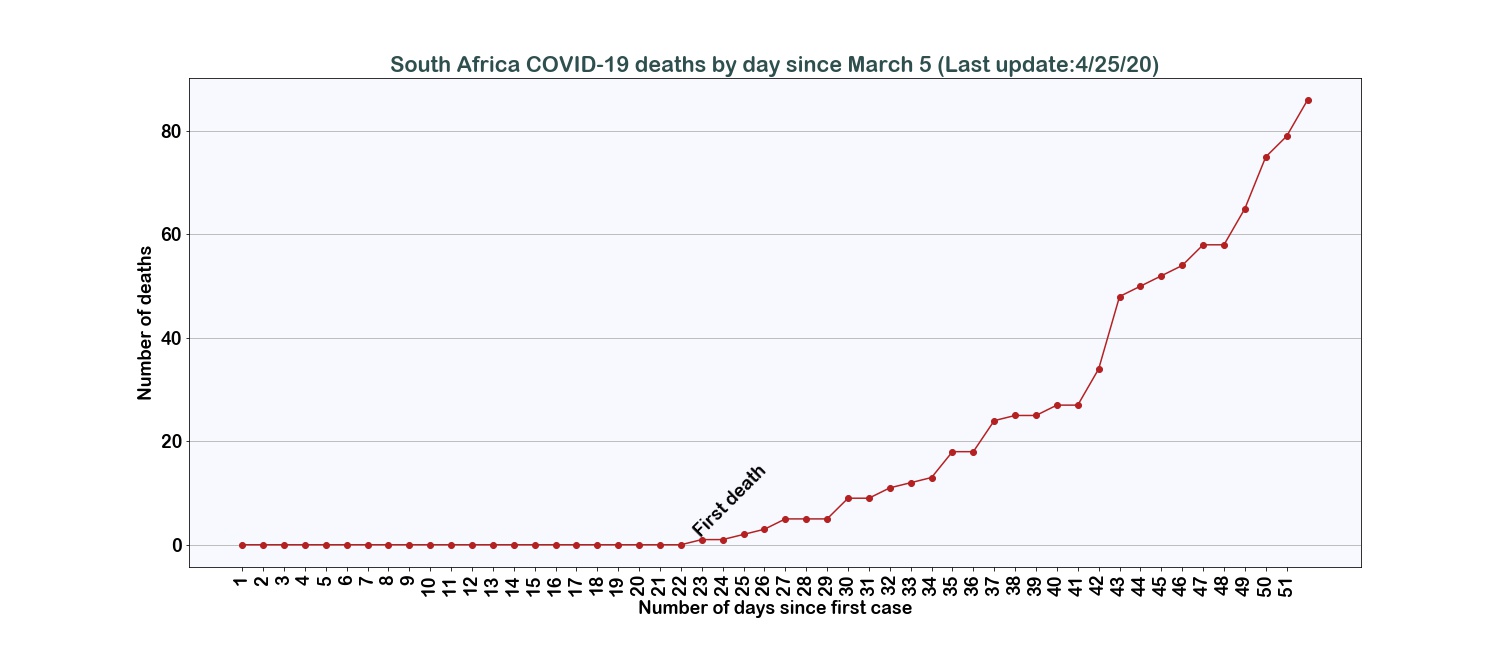 South Africa COVID-19 deaths by day since March 5 (Last update:4/25/20)
80
60
40
20
0
Number of deaths
First death
1 2 3 4 5 6 7 8 9 10 11 12 13 14 15 16 17 18 19 20 21 22 23 24 25 26 27 28 29 30 31 32 33 34 35 36 37 38 39 40 41 42 43 44 45 46 47 48 49 50 51
Number of days since first case